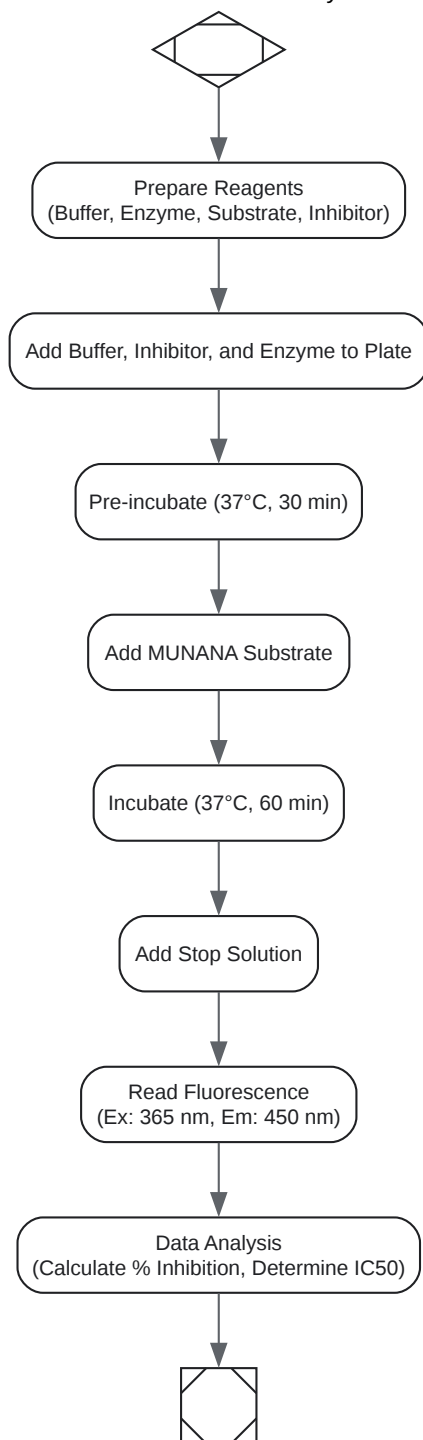 Prepare Reagents
(Buffer, Enzyme, Substrate, Inhibitor)
Add Buffer, Inhibitor, and Enzyme to Plate
Pre-incubate (37°C, 30 min)
Add MUNANA Substrate
Incubate (37°C, 60 min)
Add Stop Solution
Read Fluorescence
(Ex: 365 nm, Em: 450 nm)
Data Analysis
(Calculate % Inhibition, Determine IC50)